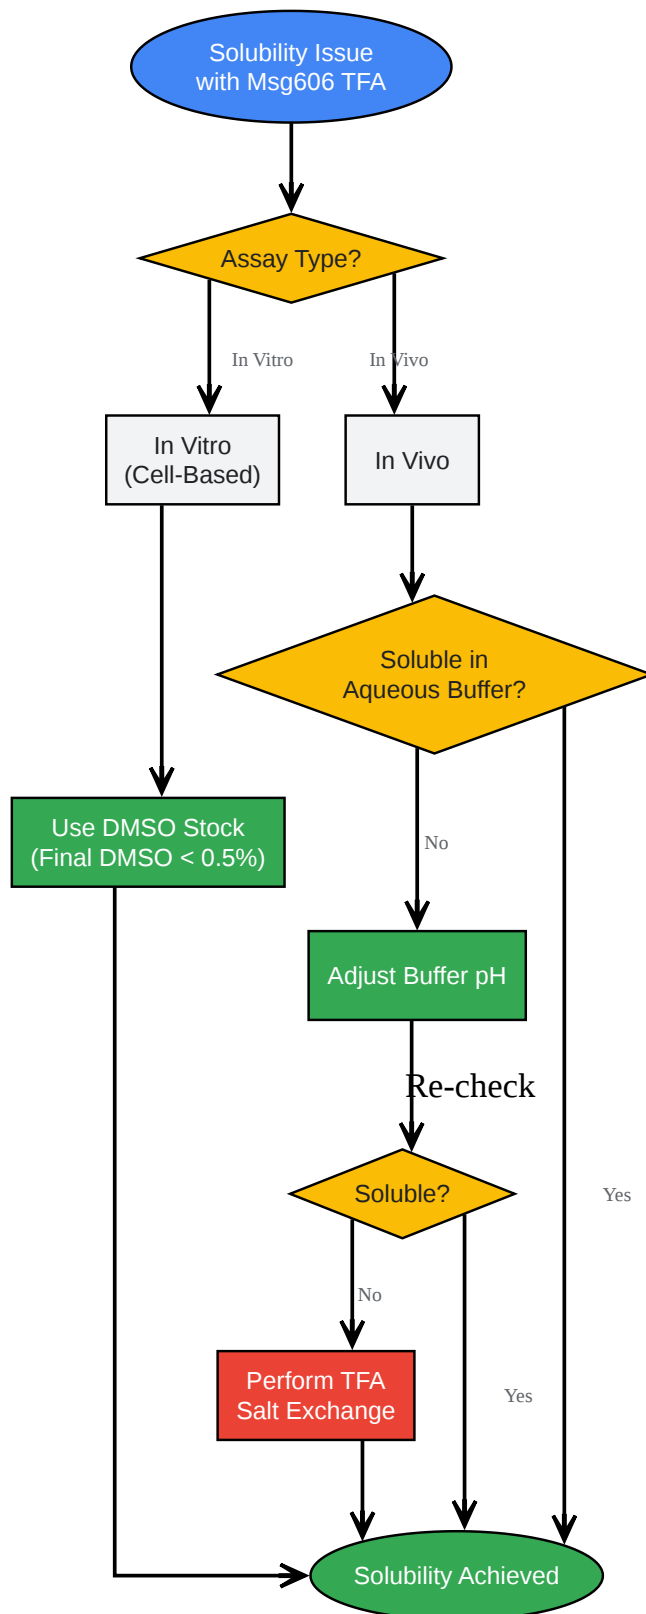 Solubility Issue
with Msg606 TFA
Assay Type?
In Vitro
In Vivo
In Vitro
(Cell-Based)
In Vivo
Soluble in
Aqueous Buffer?
Use DMSO Stock
(Final DMSO < 0.5%)
No
Adjust Buffer pH
Re-check
Soluble?
Yes
No
Perform TFA
Salt Exchange
Yes
Solubility Achieved